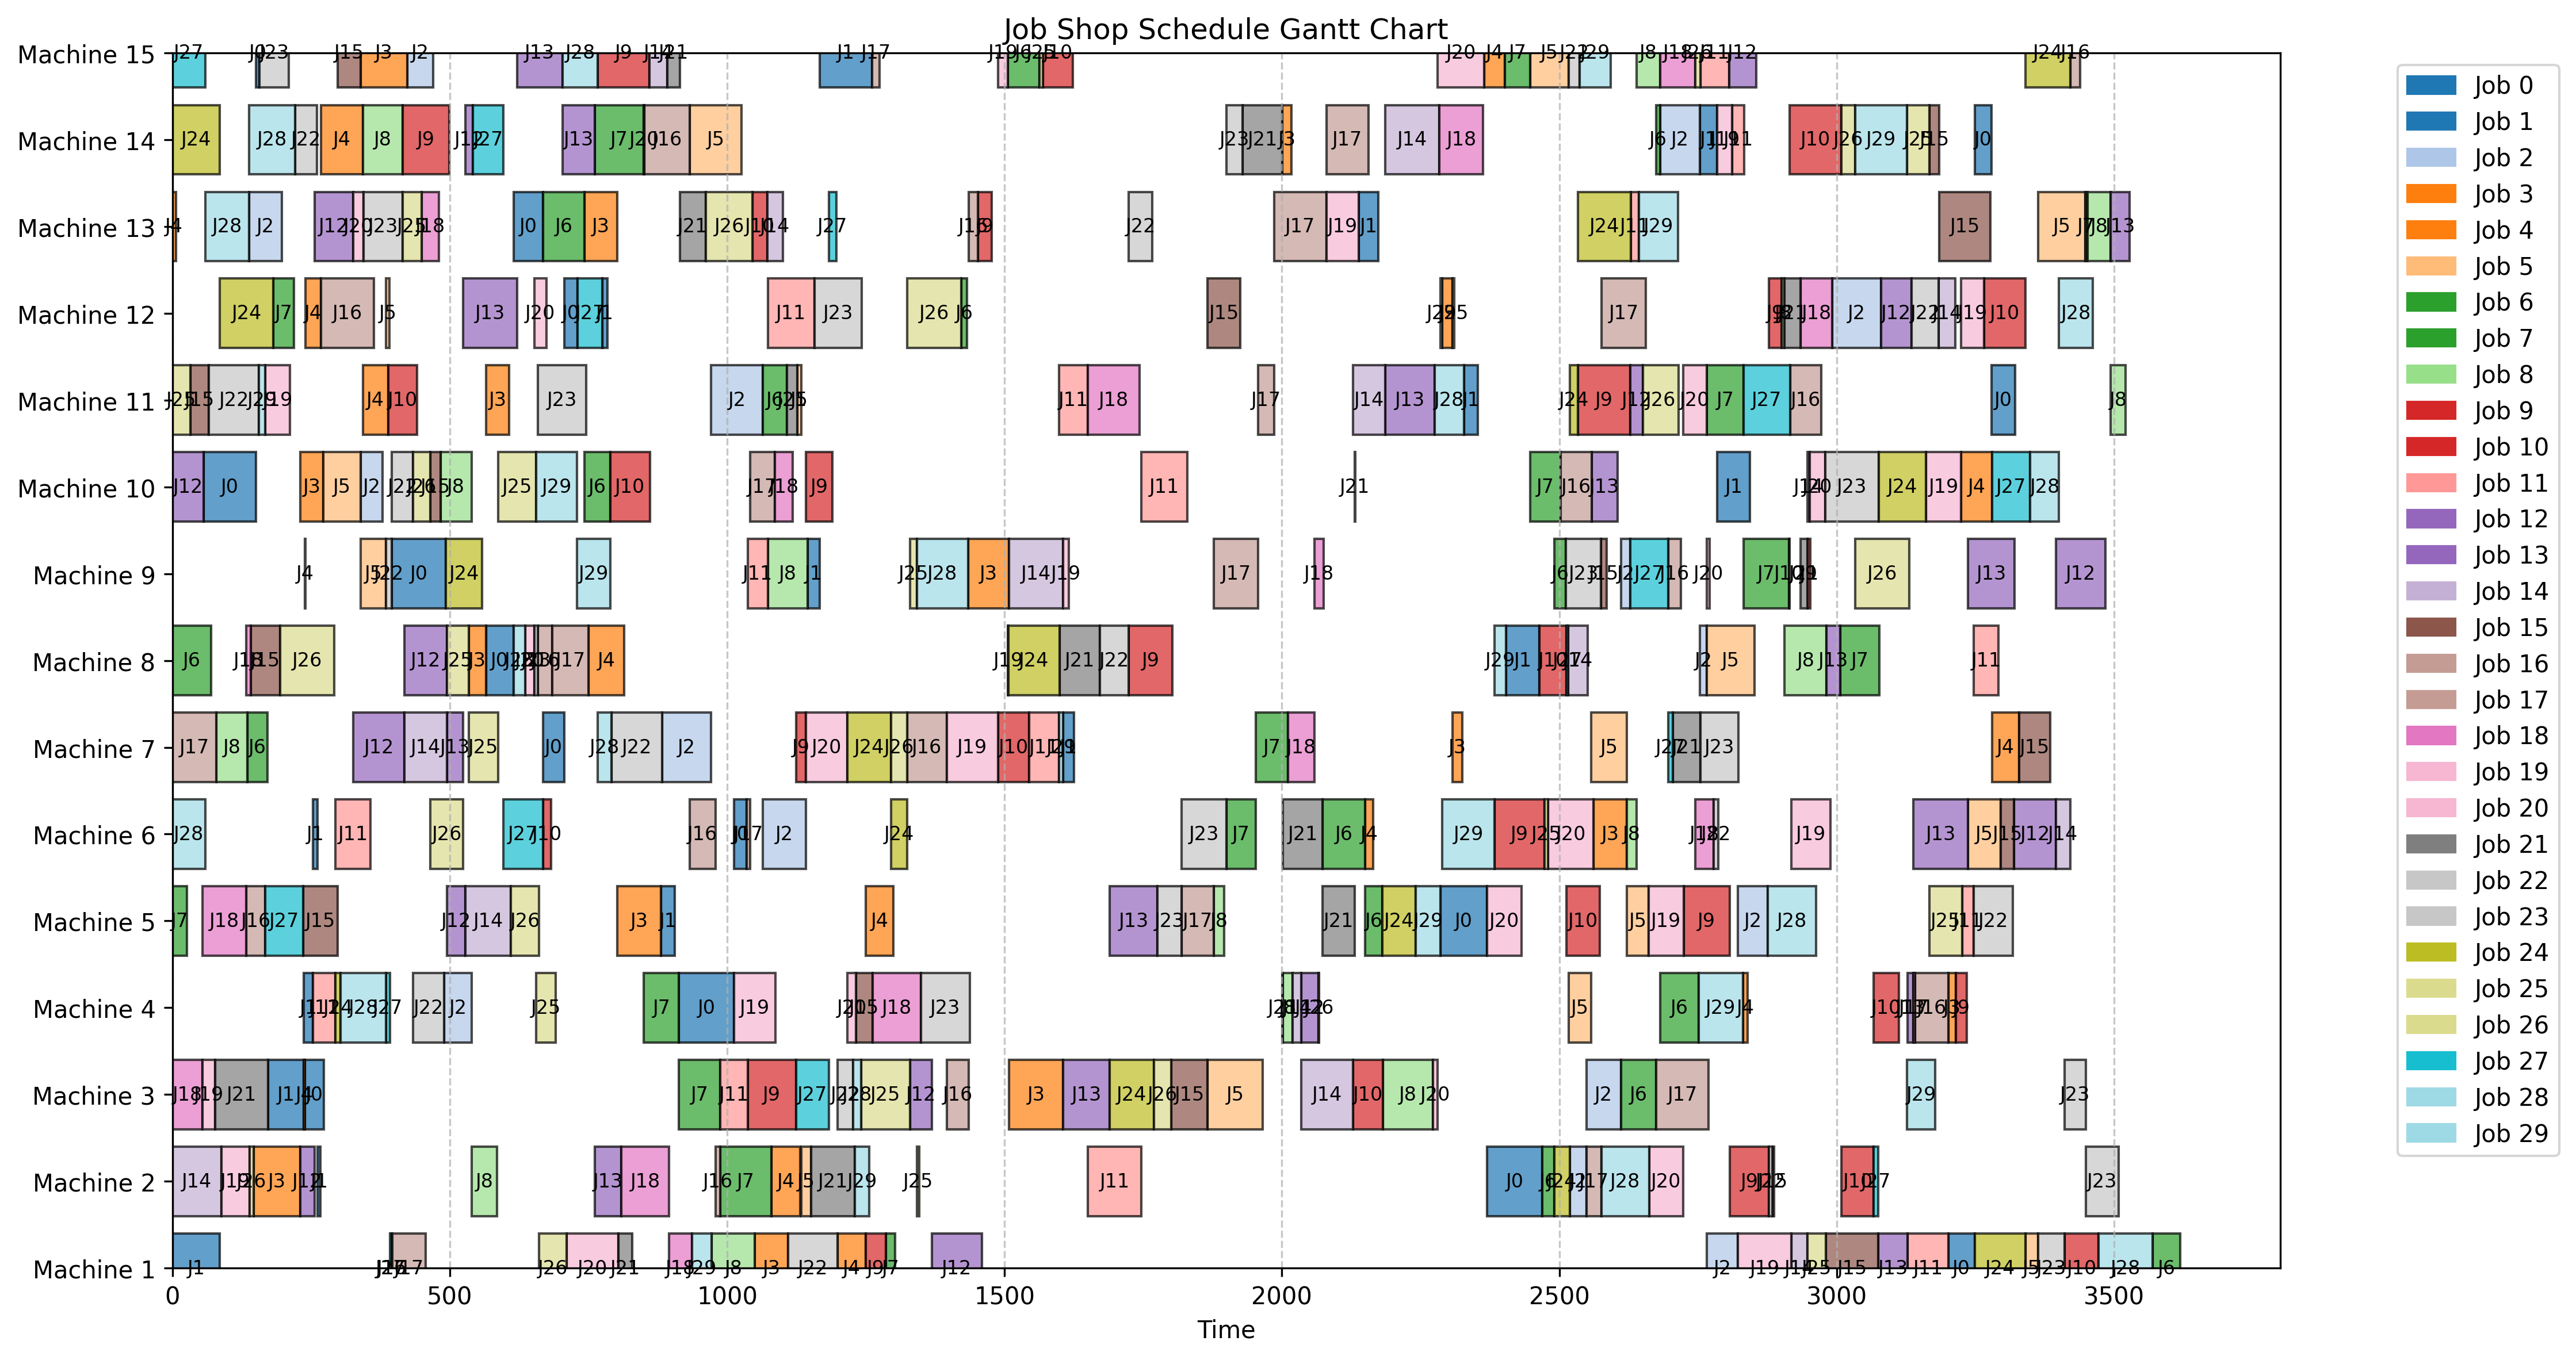 Job Shop Schedule Gantt Chart
Machine 15
J27 J23 J15 J3 J2 J13 J28 J9 J14 J21 J1 J17 J19 J6 J10 J20 J4 J7 J5 J29 J8 J18 J11 J12 J24 J16
Machine 14
J24 J28 J22 J4 J8 J9 J12 J27 J13 J7 J20 J16 J5 J23 J21 J3 J17 J14 J18 J6 J2 J1 J19 J11 J10 J26 J29 J25 J15 J0
Machine 13
J4 J28 J2 J12 J20 J23 J25 J18 J0 J6 J3 J21 J26 J10 J14 J27 J16 J9 J22 J17 J19 J1 J24 J11 J29 J15 J5 J7 J8 J13
Machine 12
J24 J7 J4 J16 J5 J13 J20 J0 J27 J1 J11 J23 J26 J6 J15 J29 J25 J17 J9 J21 J18 J2 J12 J22 J14 J19 J10 J28
Machine 11
J25 J15 J22 J29 J19 J4 J10 J3 J23 J2 J6 J21 J5 J11 J18 J17 J14 J13 J28 J1 J24 J9 J12 J26 J20 J7 J27 J16 J0 J8
Machine 10
J12 J0 J3 J5 J2 J22 J26 J15 J8 J25 J29 J6 J10 J17 J18 J9 J11 J21 J7 J16 J13 J1 J14 J20 J23 J24 J19 J4 J27 J28
Machine 9
J4 J5 J22 J0 J24 J29 J11 J8 J1 J25 J28 J3 J14 J19 J17 J18 J6 J23 J15 J2 J27 J16 J20 J7 J10 J21 J26 J13 J12
Machine 8
J6 J18 J15 J26 J12 J25 J3 J0 J28 J20 J23 J16 J17 J4 J19 J24 J21 J22 J9 J29 J1 J10 J27 J14 J2 J5 J8 J13 J7 J11
Machine 7
J17 J8 J6 J12 J14 J13 J25 J0 J28 J22 J2 J9 J20 J24 J26 J16 J19 J10 J11 J29 J1 J7 J18 J3 J5 J27 J21 J23 J4 J15
Machine 6
J28 J1 J11 J26 J27 J10 J16 J0 J17 J2 J24 J23 J7 J21 J6 J4 J29 J9 J25 J20 J3 J8 J18 J22 J19 J13 J5 J15 J12 J14
Machine 5
J7 J18 J16 J27 J15 J12 J14 J26 J3 J1 J4 J13 J23 J17 J8 J21 J6 J24 J29 J0 J20 J10 J5 J19 J9 J2 J28 J25 J11 J22
Machine 4
J1 J11 J24 J28 J27 J22 J2 J25 J7 J0 J19 J20 J15 J18 J23 J21 J8 J14 J12 J26 J5 J6 J29 J4 J10 J13 J17 J16 J3 J9
Machine 3
J18 J19 J21 J1 J4 J0 J7 J11 J9 J27 J22 J28 J25 J12 J16 J3 J13 J24 J26 J15 J5 J14 J10 J8 J20 J2 J6 J17 J29 J23
Machine 2
J14 J19 J26 J3 J12 J1 J8 J13 J18 J16 J7 J4 J5 J21 J29 J25 J11 J0 J6 J24 J2 J17 J28 J20 J9 J22 J15 J10 J27 J23
Machine 1
J1 J17 J26 J20 J21 J18 J29 J8 J3 J22 J4 J9 J7 J12 J2 J19 J14 J25 J15 J13 J11 J0 J24 J5 J23 J10 J28 J6
0 500 1000 1500 2000 2500 3000 3500
Time
Job 0
Job 1
Job 2
Job 3
Job 4
Job 5
Job 6
Job 7
Job 8
Job 9
Job 10
Job 11
Job 12
Job 13
Job 14
Job 15
Job 16
Job 17
Job 18
Job 19
Job 20
Job 21
Job 22
Job 23
Job 24
Job 25
Job 26
Job 27
Job 28
Job 29